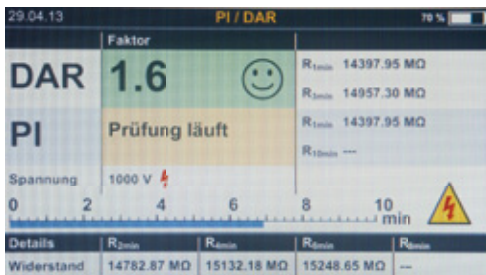 29.04.13 PI / DAR 70 %
Faktor
DAR 1.6 R1min 14397.95 MΩ
R3min 14957.30 MΩ
PI Prüfung läuft R1min 14397.95 MΩ
R10min ---
Spannung 1000 V
0 2 4 6 8 10
min
Details R2min R4min R6min R8min
Widerstand 14782.87 MΩ 15132.18 MΩ 15248.65 MΩ --